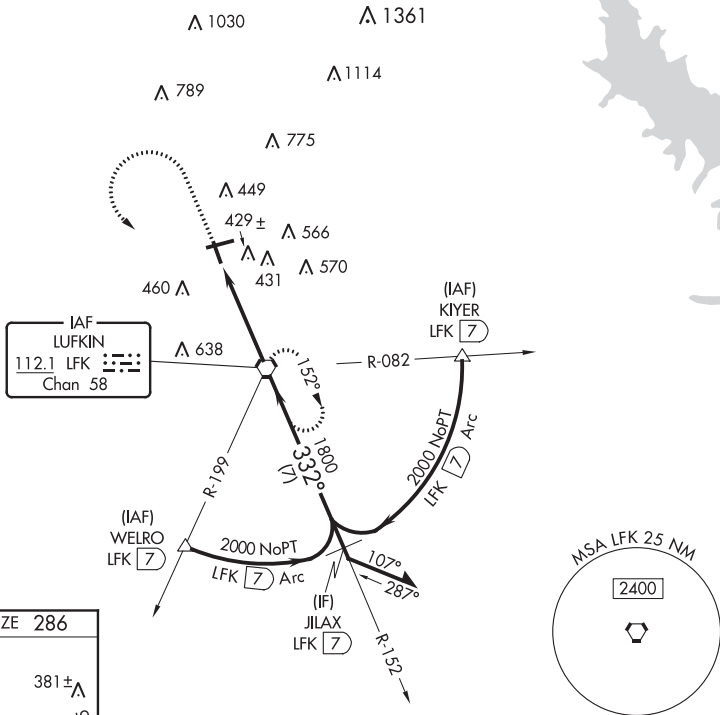 1030
1361
1114
789
775
449
429 ±
566
431
570
460
IAF
LUFKIN
112.1 LFK
Chan 58
638
152°
R-082
(IAF)
KIYER
LFK 7
R-199
1800
332°
(7)
2000 NoPT
LFK 7 Arc
(IAF)
WELRO
LFK 7
2000 NoPT
LFK 7 Arc
107°
287°
(IF)
JILAX
LFK 7
R-152
MSA LFK 25 NM
2400
ZE 286
381±